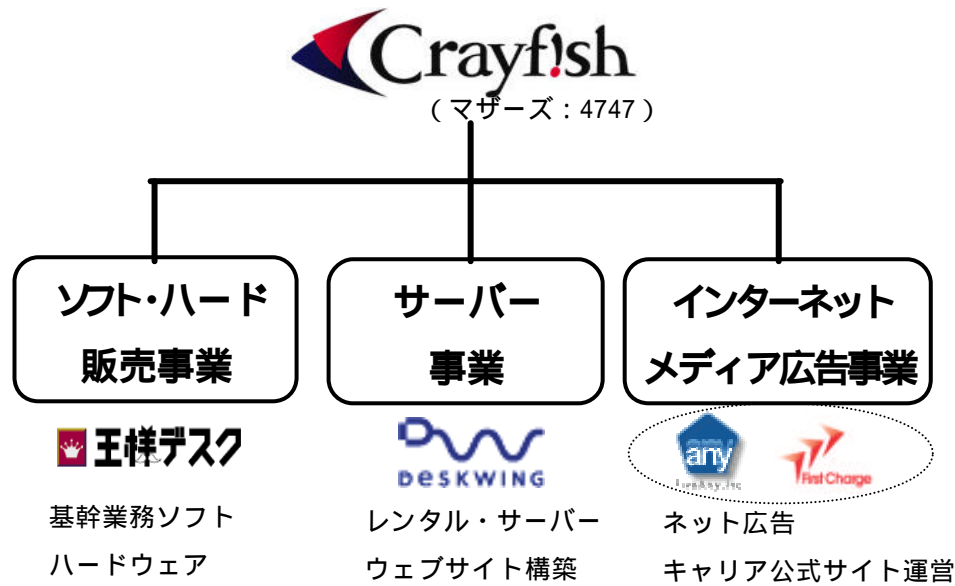 Crayf!sh
(マザーズ:4747)
ソフト・ハード
販売事業
サーバー
事業
インターネット
メディア広告事業
王様デスク
DESKWING
any
First Charge
基幹業務ソフト
ハードウェア
レンタル・サーバー
ウェブサイト構築
ネット広告
キャリア公式サイト運営